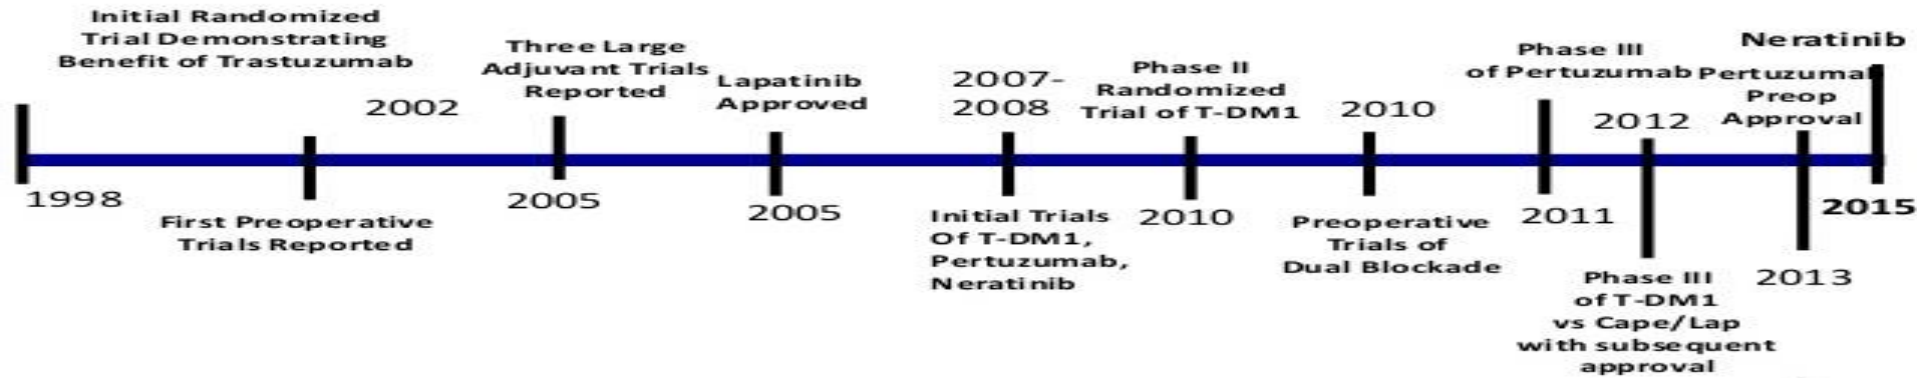 Initial Randomized
Trial Demonstrating
Benefit of Trastuzumab
1998
2002
First Preoperative
Trials Reported
Three Large
Adjuvant Trials
Reported
2005
Lapatinib
Approved
2005
2007-
2008
Initial Trials
Of T-DM1,
Pertuzumab,
Neratinib
Phase II
Randomized
Trial of T-DM1
2010
2010
Preoperative
Trials of
Dual Blockade
Phase III
of Pertuzumab
2011
2012
Phase III
of T-DM1
vs Cape/Lap
with subsequent
approval
Pertuzumab
Preop
Approval
2013
Neratinib
2015